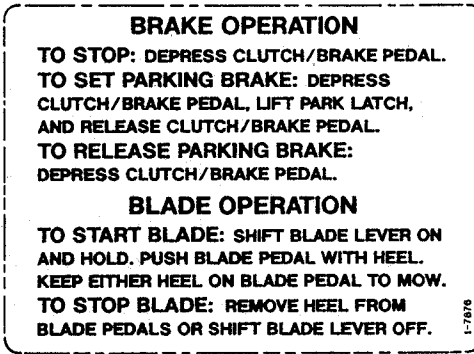 BRAKE OPERATION
TO STOP: DEPRESS CLUTCH/BRAKE PEDAL.
TO SET PARKING BRAKE: DEPRESS
CLUTCH/BRAKE PEDAL, LIFT PARK LATCH,
AND RELEASE CLUTCH/BRAKE PEDAL.
TO RELEASE PARKING BRAKE:
DEPRESS CLUTCH/BRAKE PEDAL.
BLADE OPERATION
TO START BLADE: SHIFT BLADE LEVER ON
AND HOLD. PUSH BLADE PEDAL WITH HEEL.
KEEP EITHER HEEL ON BLADE PEDAL TO MOW.
TO STOP BLADE: REMOVE HEEL FROM
BLADE PEDALS OR SHIFT BLADE LEVER OFF.
1-7676